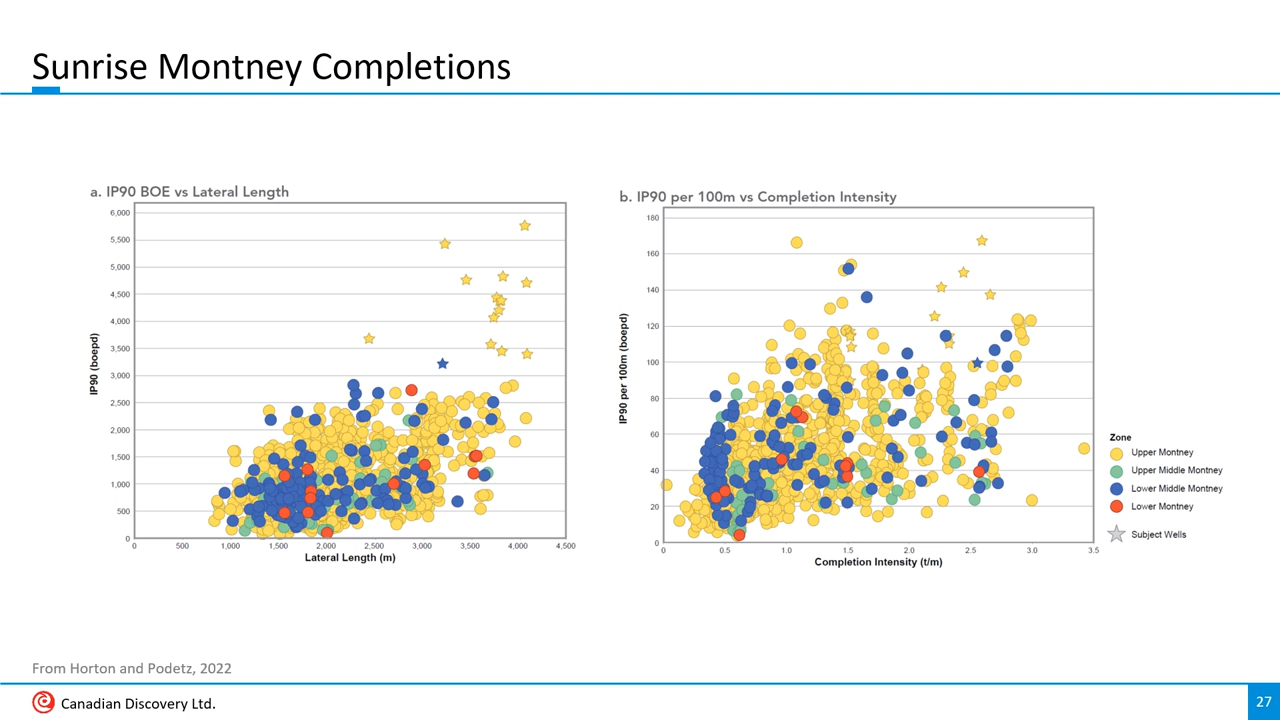 Sunrise Montney Completions
a. IP90 BOE vs Lateral Length
6,000
5,500
5,000
4,500
4,000
3,500
3,000
2,500
2,000
1,500
1,000
500
0
IP90 (boepd)
0 500 1,000 1,500 2,000 2,500 3,000 3,500 4,000 4,500
Lateral Length (m)
b. IP90 per 100m vs Completion Intensity
180
160
140
120
100
80
60
40
20
0
IP90 per 100m (boepd)
0 0.5 1.0 1.5 2.0 2.5 3.0 3.5
Completion Intensity (t/m)
Zone
Upper Montney
Upper Middle Montney
Lower Middle Montney
Lower Montney
Subject Wells
From Horton and Podetz, 2022
Canadian Discovery Ltd.
27